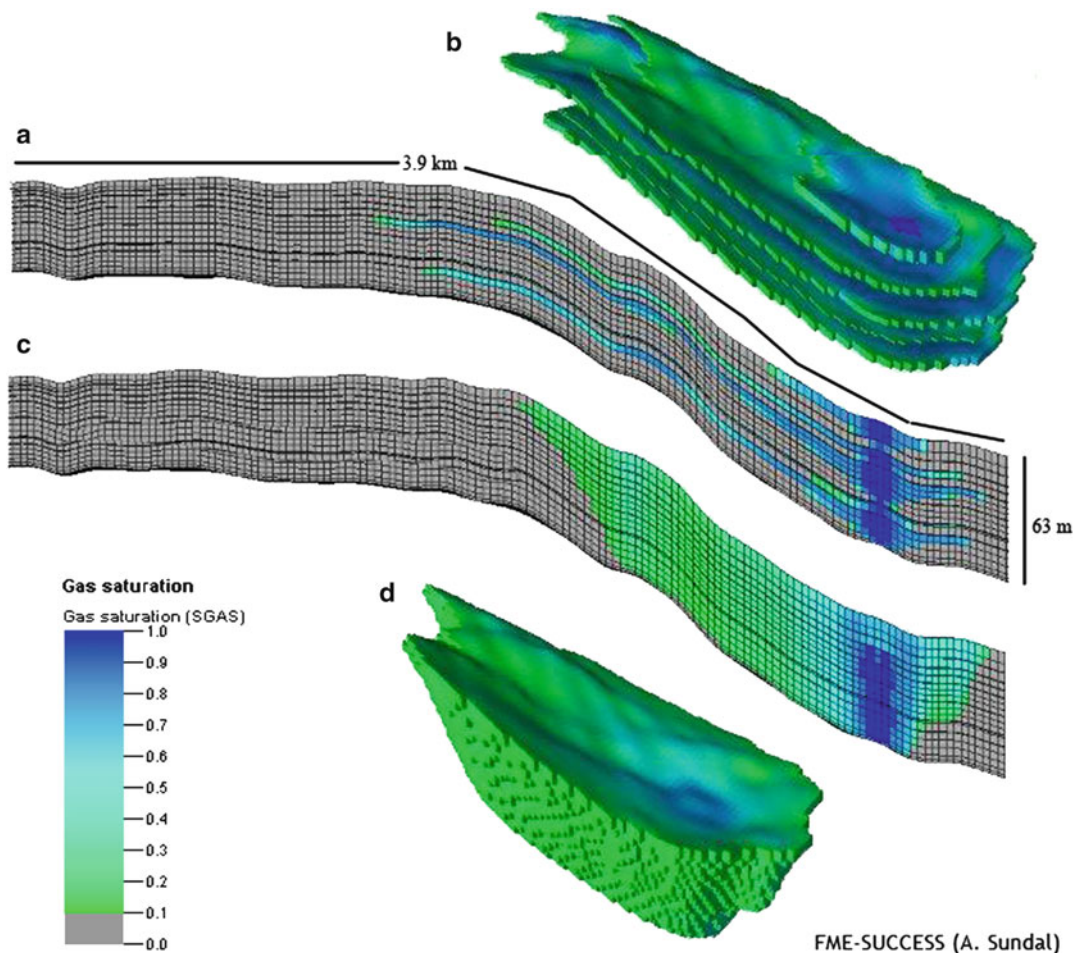 b
a
3.9 km
c
63 m
d
Gas saturation
Gas saturation (SGAS)
1.0
0.9
0.8
0.7
0.6
0.5
0.4
0.3
0.2
0.1
0.0
FME-SUCCESS (A. Sundal)